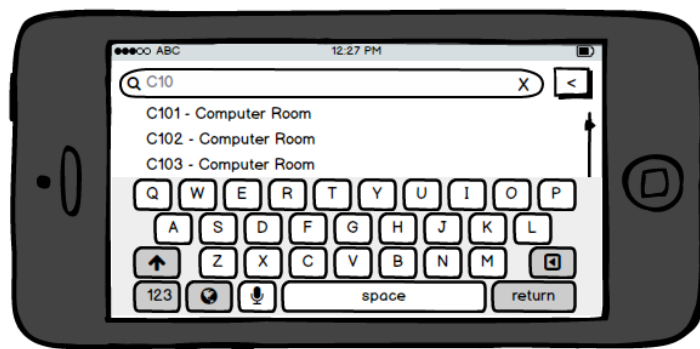 ABC 12:27 PM
C10 X <
C101 - Computer Room
C102 - Computer Room
C103 - Computer Room
Q W E R T Y U I O P
A S D F G H J K L
Z X C V B N M
123 space return